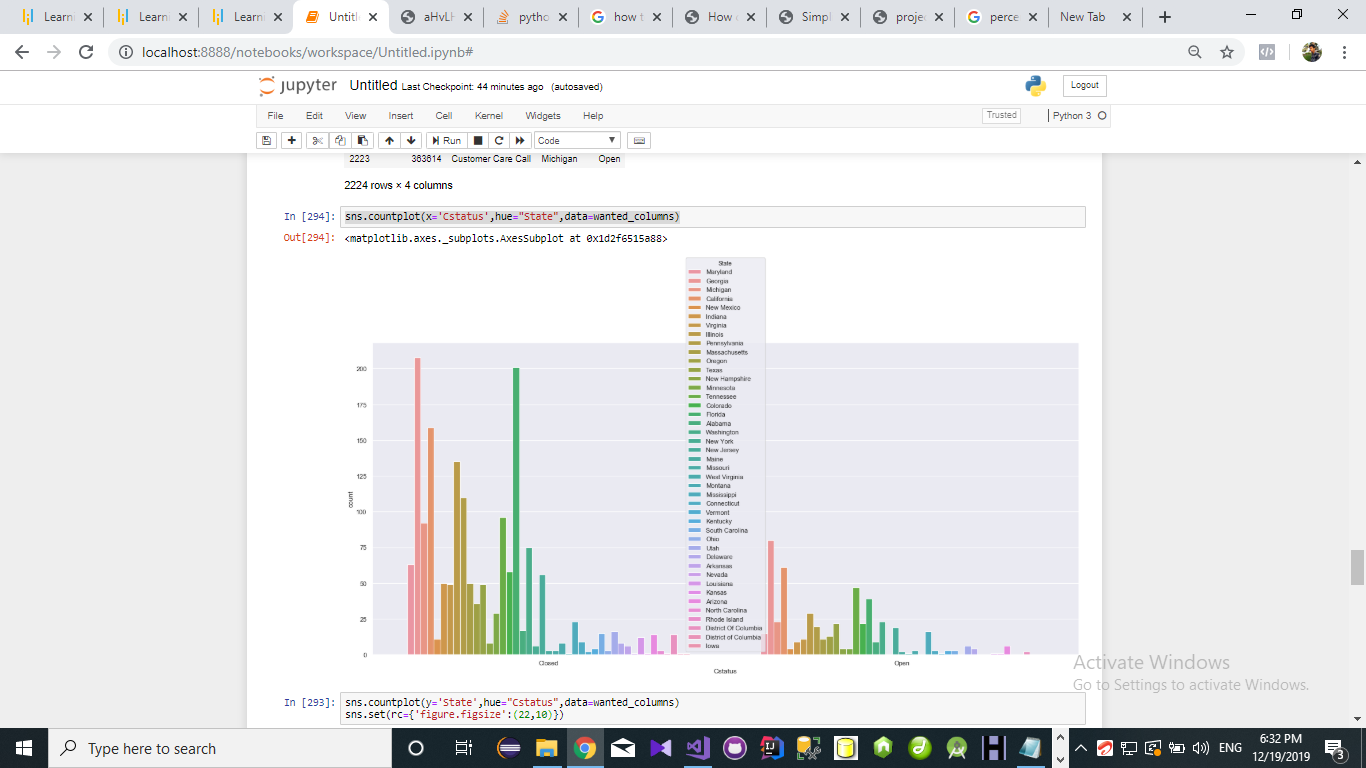 Learni
Learni
Learni
Untitl
aHvLH
pytho
how t
How
Simpl
projec
perce
New Tab
localhost:8888/notebooks/workspace/Untitled.ipynb#
jupyter Untitled Last Checkpoint: 44 minutes ago (autosaved)
Logout
File Edit View Insert Cell Kernel Widgets Help
Trusted
Python 3
Run
Code
2223 363614 Customer Care Call Michigan Open
2224 rows × 4 columns
In [294]: sns.countplot(x='Cstatus',hue="State",data=wanted_columns)
Out[294]: <matplotlib.axes._subplots.AxesSubplot at 0x1d2f6515a88>
State
Maryland
Georgia
Michigan
California
New Mexico
Indiana
Virginia
Illinois
Pennsylvania
Massachusetts
Oregon
Texas
New Hampshire
Minnesota
Tennessee
Colorado
Florida
Alabama
Washington
New York
New Jersey
Maine
Missouri
West Virginia
Montana
Mississippi
Connecticut
Vermont
Kentucky
South Carolina
Ohio
Utah
Delaware
Arkansas
Nevada
Louisiana
Kansas
Arizona
North Carolina
Rhode Island
District Of Columbia
District of Columbia
Iowa
200
175
150
125
100
75
50
25
0
count
Closed
Open
Cstatus
Activate Windows
Go to Settings to activate Windows.
In [293]: sns.countplot(y='State',hue="Cstatus",data=wanted_columns)
sns.set(rc={'figure.figsize':(22,10)})
Type here to search
ENG
6:32 PM
12/19/2019
3